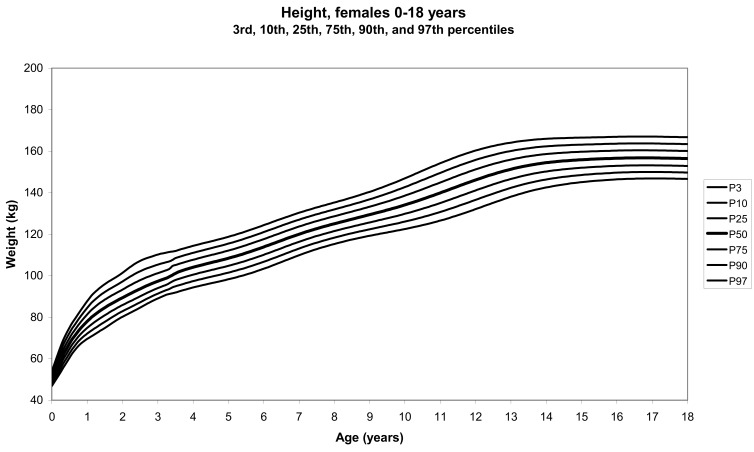 Height, females 0-18 years
3rd, 10th, 25th, 75th, 90th, and 97th percentiles
200
180
160
140
120
100
80
60
40
Weight (kg)
0 1 2 3 4 5 6 7 8 9 10 11 12 13 14 15 16 17 18
Age (years)
P3
P10
P25
P50
P75
P90
P97